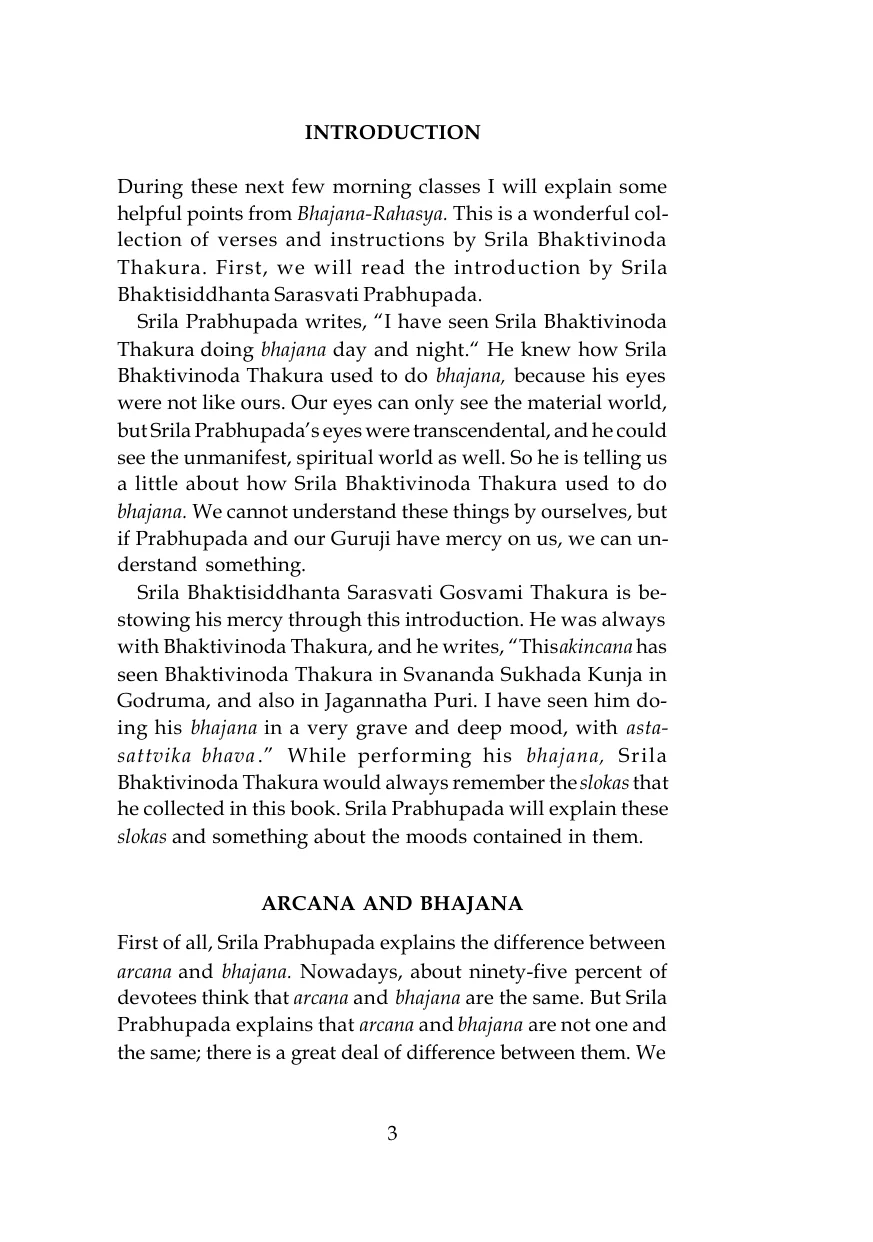 INTRODUCTION
During these next few morning classes I will explain some
helpful points from Bhajana-Rahasya. This is a wonderful col-
lection of verses and instructions by Srila Bhaktivinoda
Thakura. First, we will read the introduction by Srila
Bhaktisiddhanta Sarasvati Prabhupada.
Srila Prabhupada writes, “I have seen Srila Bhaktivinoda
Thakura doing bhajana day and night.“ He knew how Srila
Bhaktivinoda Thakura used to do bhajana, because his eyes
were not like ours. Our eyes can only see the material world,
but Srila Prabhupada’s eyes were transcendental, and he could
see the unmanifest, spiritual world as well. So he is telling us
a little about how Srila Bhaktivinoda Thakura used to do
bhajana. We cannot understand these things by ourselves, but
if Prabhupada and our Guruji have mercy on us, we can un-
derstand something.
Srila Bhaktisiddhanta Sarasvati Gosvami Thakura is be-
stowing his mercy through this introduction. He was always
with Bhaktivinoda Thakura, and he writes, “This akincana has
seen Bhaktivinoda Thakura in Svananda Sukhada Kunja in
Godruma, and also in Jagannatha Puri. I have seen him do-
ing his bhajana in a very grave and deep mood, with asta-
sattvika bhava.” While performing his bhajana, Srila
Bhaktivinoda Thakura would always remember the slokas that
he collected in this book. Srila Prabhupada will explain these
slokas and something about the moods contained in them.
ARCANA AND BHAJANA
First of all, Srila Prabhupada explains the difference between
arcana and bhajana. Nowadays, about ninety-five percent of
devotees think that arcana and bhajana are the same. But Srila
Prabhupada explains that arcana and bhajana are not one and
the same; there is a great deal of difference between them. We
3